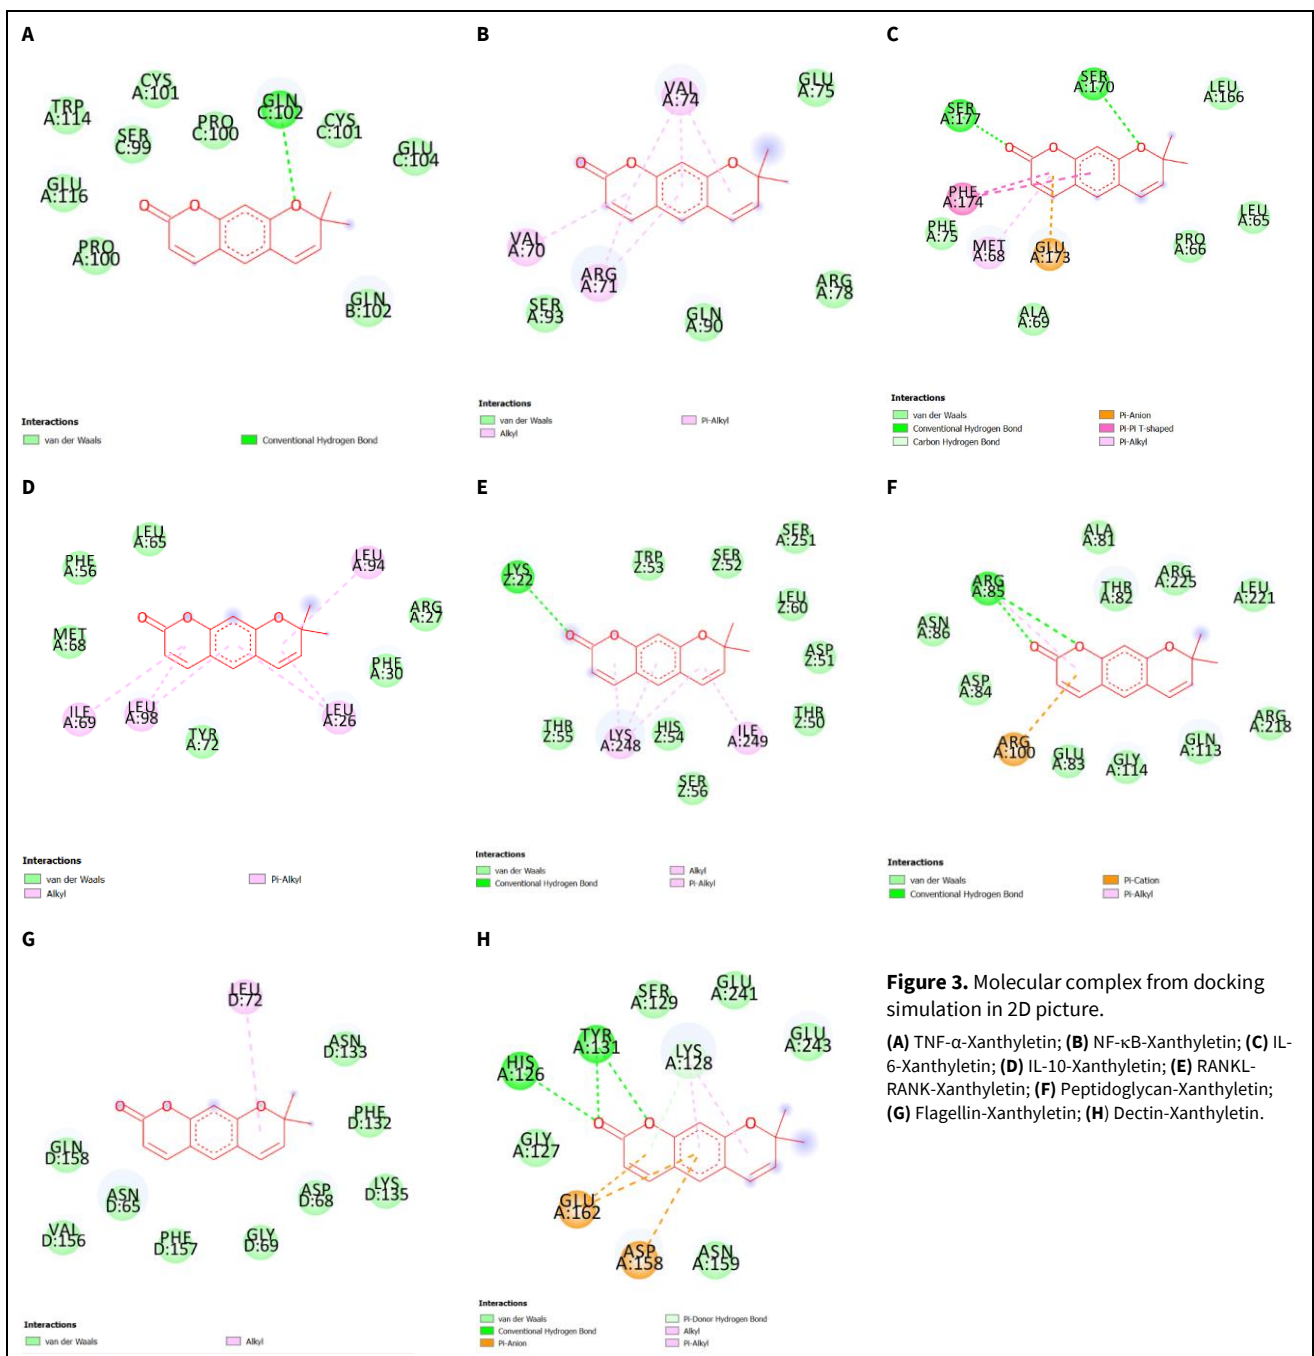 A
CYS
A:101
TRP
A:114
SER
C:99
PRO
C:100
GLN
C:102
CYS
C:101
GLU
C:104
GLU
A:116
PRO
A:100
O
O
O
GLN
B:102
Interactions
van der Waals
Conventional Hydrogen Bond
B
VAL
A:74
GLU
A:75
O
O
O
VAL
A:70
ARG
A:71
SER
A:93
GLN
A:90
ARG
A:78
Interactions
van der Waals
Alkyl
Pi-Alkyl
C
SER
A:170
LEU
A:166
SER
A:177
O
O
O
PHE
A:174
PHE
A:75
MET
A:68
GLU
A:173
PRO
A:66
LEU
A:65
ALA
A:69
Interactions
van der Waals
Conventional Hydrogen Bond
Carbon Hydrogen Bond
Pi-Anion
Pi-Pi T-shaped
Pi-Alkyl
D
LEU
A:65
PHE
A:56
LEU
A:94
ARG
A:27
MET
A:68
O
O
O
PHE
A:30
ILE
A:69
LEU
A:98
TYR
A:72
LEU
A:26
Interactions
van der Waals
Alkyl
Pi-Alkyl
E
SER
A:251
LYS
Z:22
TRP
Z:53
SER
Z:52
LEU
Z:60
O
O
O
ASP
Z:51
THR
Z:50
THR
Z:55
LYS
A:248
HIS
Z:54
ILE
A:249
SER
Z:56
Interactions
van der Waals
Conventional Hydrogen Bond
Alkyl
Pi-Alkyl
F
ALA
A:81
ARG
A:85
THR
A:82
ARG
A:225
LEU
A:221
ASN
A:86
O
O
O
ASP
A:84
ARG
A:100
GLU
A:83
GLY
A:114
GLN
A:113
ARG
A:218
Interactions
van der Waals
Conventional Hydrogen Bond
Pi-Cation
Pi-Alkyl
G
LEU
D:72
ASN
D:133
O
O
O
PHE
D:132
GLN
D:158
ASN
D:65
ASP
D:68
LYS
D:135
VAL
D:156
PHE
D:157
GLY
D:69
Interactions
van der Waals
Alkyl
H
SER
A:129
GLU
A:241
TYR
A:131
LYS
A:128
GLU
A:243
HIS
A:126
O
O
O
GLY
A:127
GLU
A:162
ASP
A:158
ASN
A:159
Interactions
van der Waals
Conventional Hydrogen Bond
Pi-Anion
Pi-Donor Hydrogen Bond
Alkyl
Pi-Alkyl
Figure 3. Molecular complex from docking
simulation in 2D picture.
(A) TNF-α-Xanthyletin; (B) NF-κB-Xanthyletin; (C) IL-
6-Xanthyletin; (D) IL-10-Xanthyletin; (E) RANKL-
RANK-Xanthyletin; (F) Peptidoglycan-Xanthyletin;
(G) Flagellin-Xanthyletin; (H) Dectin-Xanthyletin.